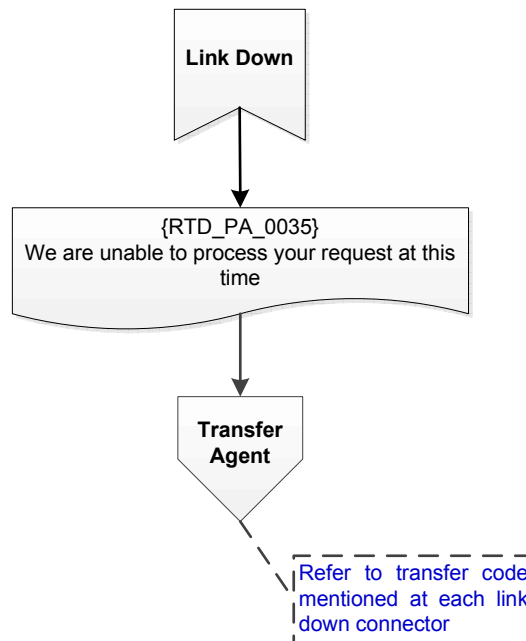 Link Down
{RTD_PA_0035}
We are unable to process your request at this
time
Transfer
Agent
Refer to transfer code
mentioned at each link
down connector